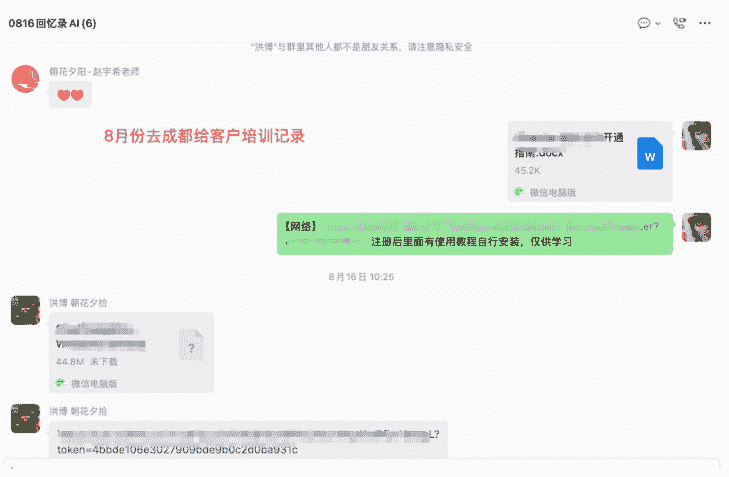 0816回忆录AI(6)
"洪博"与群里其他人都不是朋友关系，请注意隐私安全
朝花夕阳-赵宇希老师
8月份去成都给客户培训记录
开通
指南.docx
W
45.2K
微信电脑版
【网络】 .er?
注册后里面有使用教程自行安装，仅供学习
8月16日 10:25
洪博 朝花夕拾
W
?
44.8M 未下载
微信电脑版
洪博 朝花夕拾
L?
token=4bbde106e3027909bde9b0c2d0ba931c